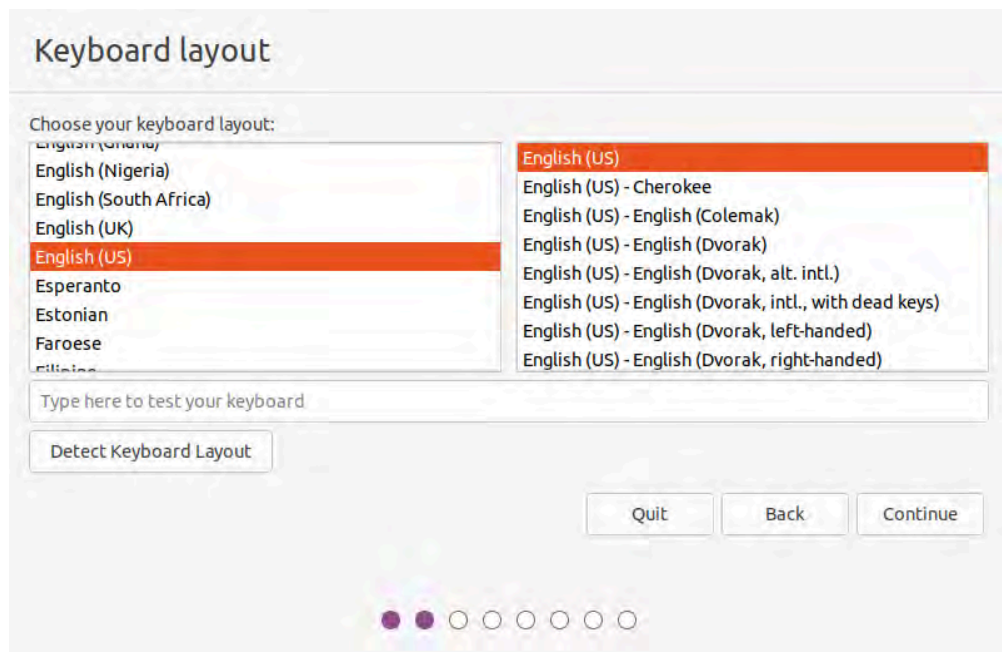 Keyboard layout
Choose your keyboard layout:
English (Ghana)
English (Nigeria)
English (South Africa)
English (UK)
English (US)
Esperanto
Estonian
Faroese
Filipino
English (US)
English (US) - Cherokee
English (US) - English (Colemak)
English (US) - English (Dvorak)
English (US) - English (Dvorak, alt. intl.)
English (US) - English (Dvorak, intl., with dead keys)
English (US) - English (Dvorak, left-handed)
English (US) - English (Dvorak, right-handed)
Type here to test your keyboard
Detect Keyboard Layout
Quit Back Continue